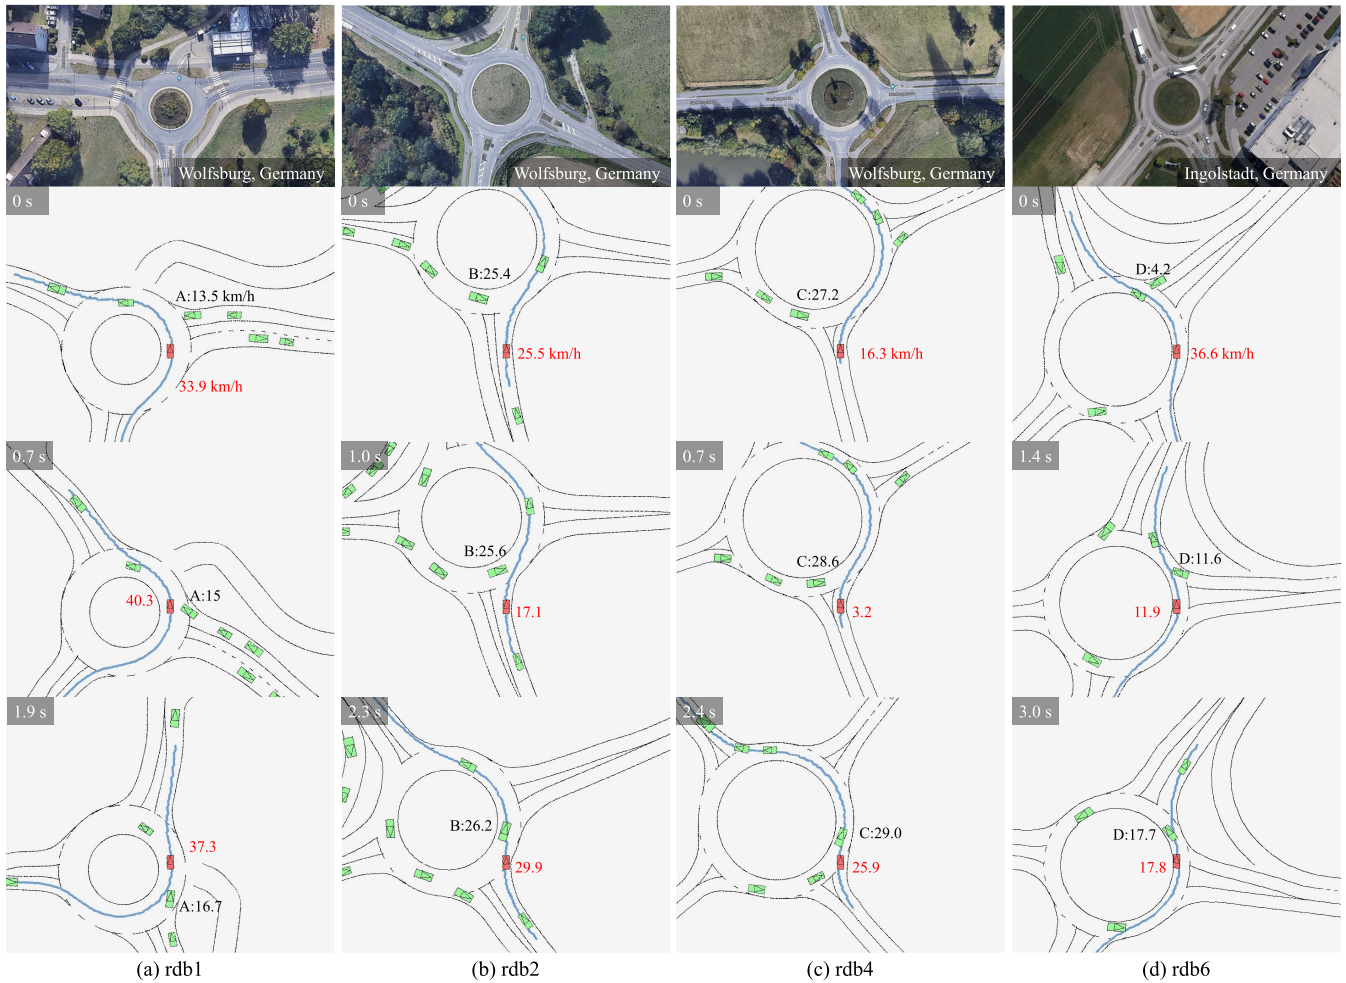 Wolfsburg, Germany
Wolfsburg, Germany
Wolfsburg, Germany
Ingolstadt, Germany
0 s
A:13.5 km/h
33.9 km/h
0 s
B:25.4
25.5 km/h
0 s
C:27.2
16.3 km/h
0 s
D:4.2
36.6 km/h
0.7 s
40.3
A:15
1.0 s
B:25.6
17.1
0.7 s
C:28.6
3.2
1.4 s
D:11.6
11.9
1.9 s
37.3
A:16.7
2.3 s
B:26.2
29.9
2.4 s
C:29.0
25.9
3.0 s
D:17.7
17.8
(a) rdb1
(b) rdb2
(c) rdb4
(d) rdb6